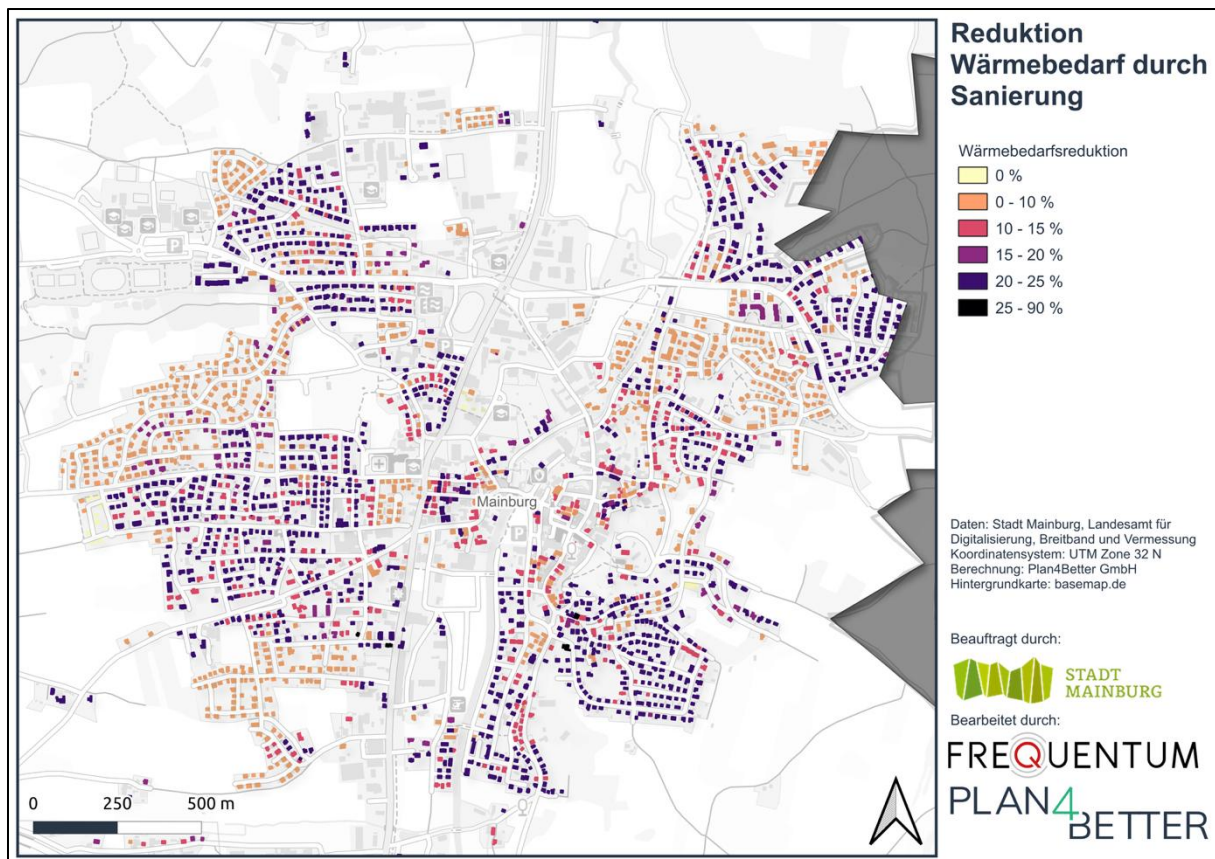 Reduktion
Wärmebedarf durch
Sanierung
Wärmebedarfsreduktion
0 %
0 - 10 %
10 - 15 %
15 - 20 %
20 - 25 %
25 - 90 %
Mainburg
Daten: Stadt Mainburg, Landesamt für
Digitalisierung, Breitband und Vermessung
Koordinatensystem: UTM Zone 32 N
Berechnung: Plan4Better GmbH
Hintergrundkarte: basemap.de
Beauftragt durch:
STADT
MAINBURG
Bearbeitet durch:
FREQUENTUM
PLAN4
BETTER
0 250 500 m
P
P
P